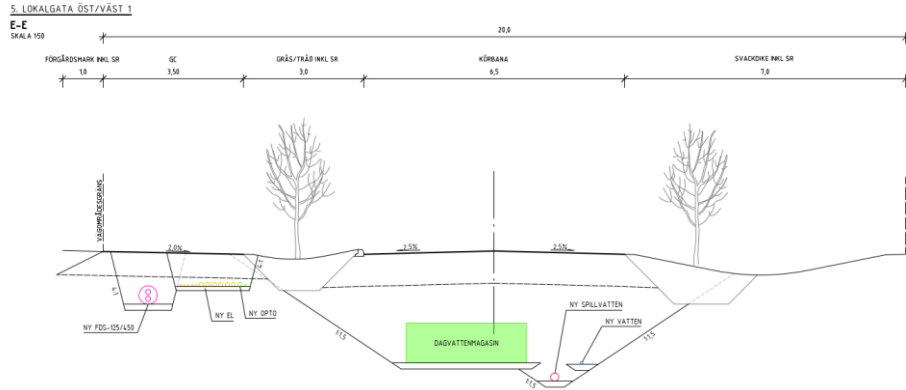 5. LOKALGATA ÖST/VÄST 1
E-E
SKALA 1:50
20,0
FÖRGÅRDSMARK INKL SR
GC
GRÄS/TRÄD INKL SR
KÖRBANA
SVACKDIKE INKL SR
1,0
3,50
3,0
6,5
7,0
VÄGOMRÅDESGRÄNS
2.0%
2,5%
2,5%
4:1
4:1
NY FDS-125/450
NY EL
NY OPTO
1:1,5
DAGVATTENMAGASIN
NY SPILLVATTEN
NY VATTEN
1:1,5
1:1,5